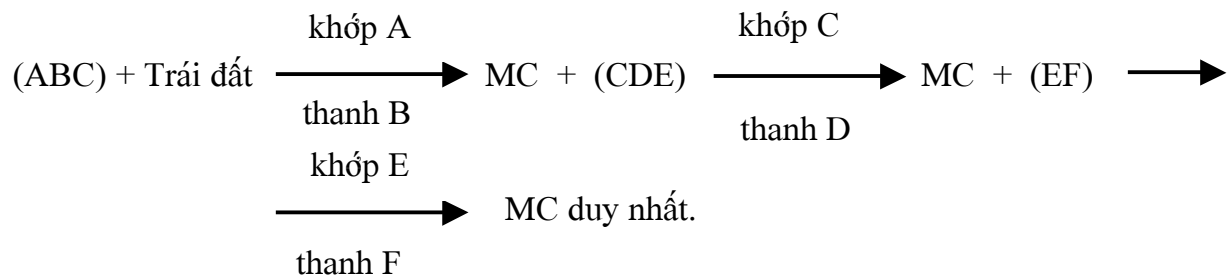 khớp A khớp C
(ABC) + Trái đất MC + (CDE) MC + (EF)
thanh B thanh D
khớp E
MC duy nhất.
thanh F